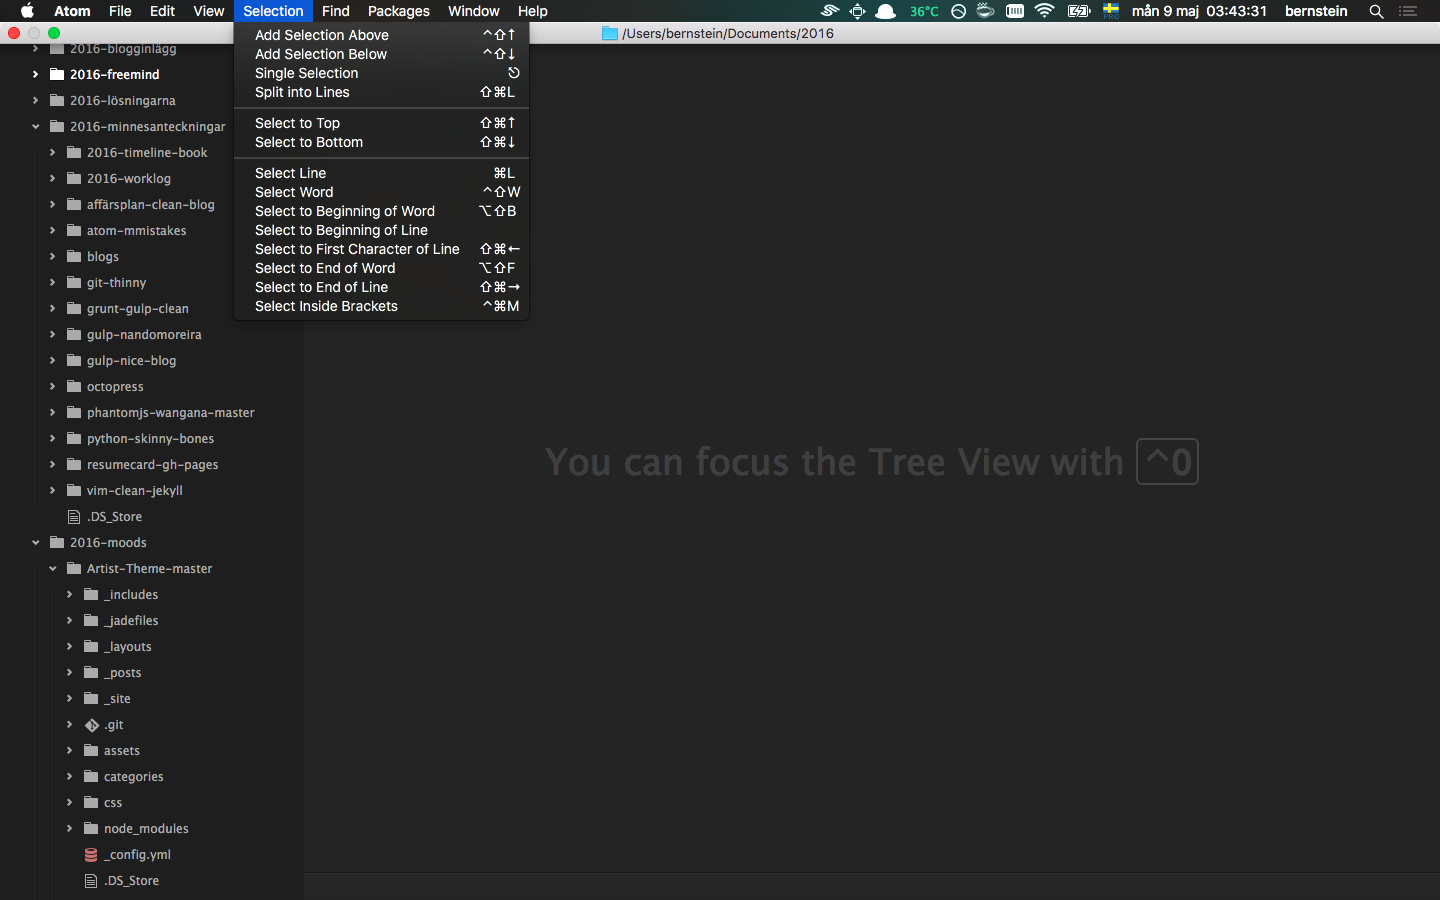 Atom File Edit View Selection Find Packages Window Help 36°C PRO mån 9 maj 03:43:31 bernstein
/Users/bernstein/Documents/2016
Add Selection Above ^⇧↑
Add Selection Below ^⇧↓
Single Selection ⎋
Split into Lines ⇧⌘L
Select to Top ⇧⌘↑
Select to Bottom ⇧⌘↓
Select Line ⌘L
Select Word ^⇧W
Select to Beginning of Word ⌥⇧B
Select to Beginning of Line
Select to First Character of Line ⇧⌘←
Select to End of Word ⌥⇧F
Select to End of Line ⇧⌘→
Select Inside Brackets ^⌘M
2016-blogginlägg
2016-freemind
2016-lösningarna
2016-minnesanteckningar
2016-timeline-book
2016-worklog
affärsplan-clean-blog
atom-mmistakes
blogs
git-thinny
grunt-gulp-clean
gulp-nandomoreira
gulp-nice-blog
octopress
phantomjs-wangana-master
python-skinny-bones
resumecard-gh-pages
vim-clean-jekyll
.DS_Store
2016-moods
Artist-Theme-master
_includes
_jadefiles
_layouts
_posts
_site
.git
assets
categories
css
node_modules
_config.yml
.DS_Store
You can focus the Tree View with ^0